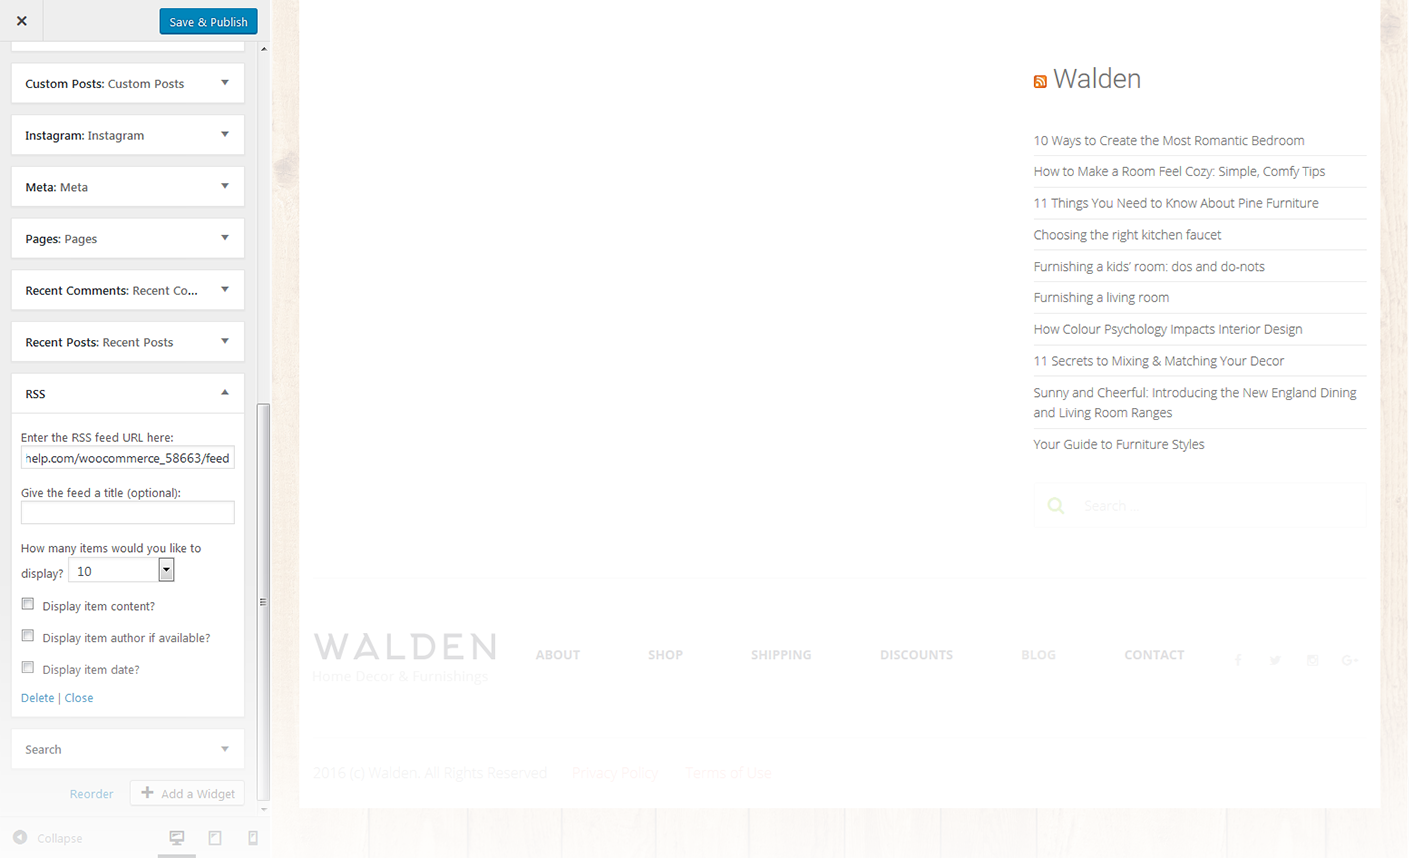 Save & Publish
Custom Posts: Custom Posts
Instagram: Instagram
Meta: Meta
Pages: Pages
Recent Comments: Recent Co...
Recent Posts: Recent Posts
RSS
Enter the RSS feed URL here:
help.com/woocommerce_58663/feed
Give the feed a title (optional):
How many items would you like to
display? 10
Display item content?
Display item author if available?
Display item date?
Delete | Close
Search
Reorder
Add a Widget
Collapse
Walden
10 Ways to Create the Most Romantic Bedroom
How to Make a Room Feel Cozy: Simple, Comfy Tips
11 Things You Need to Know About Pine Furniture
Choosing the right kitchen faucet
Furnishing a kids' room: dos and do-nots
Furnishing a living room
How Colour Psychology Impacts Interior Design
11 Secrets to Mixing & Matching Your Decor
Sunny and Cheerful: Introducing the New England Dining
and Living Room Ranges
Your Guide to Furniture Styles
Search...
WALDEN
Home Decor & Furnishings
ABOUT SHOP SHIPPING DISCOUNTS BLOG CONTACT
2016 (c) Walden. All Rights Reserved Privacy Policy Terms of Use